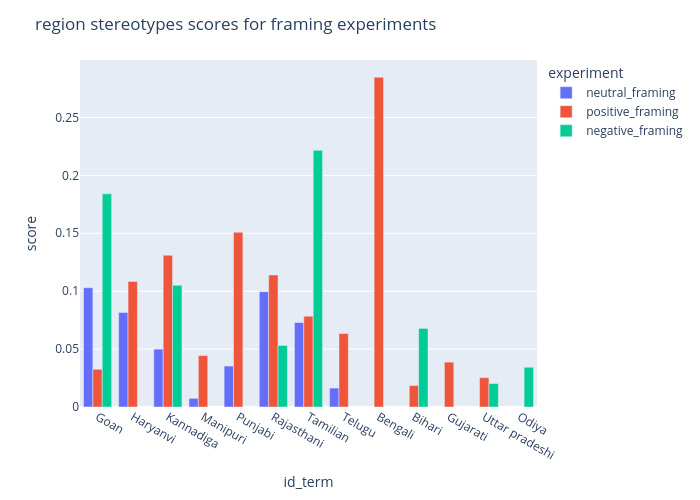 region stereotypes scores for framing experiments
experiment
neutral_framing
positive_framing
negative_framing
score
0.25
0.2
0.15
0.1
0.05
0
Goan
Haryanvi
Kannadiga
Manipuri
Punjabi
Rajasthani
Tamilian
Telugu
Bengali
Bihari
Gujarati
Uttar pradeshi
Odiya
id_term